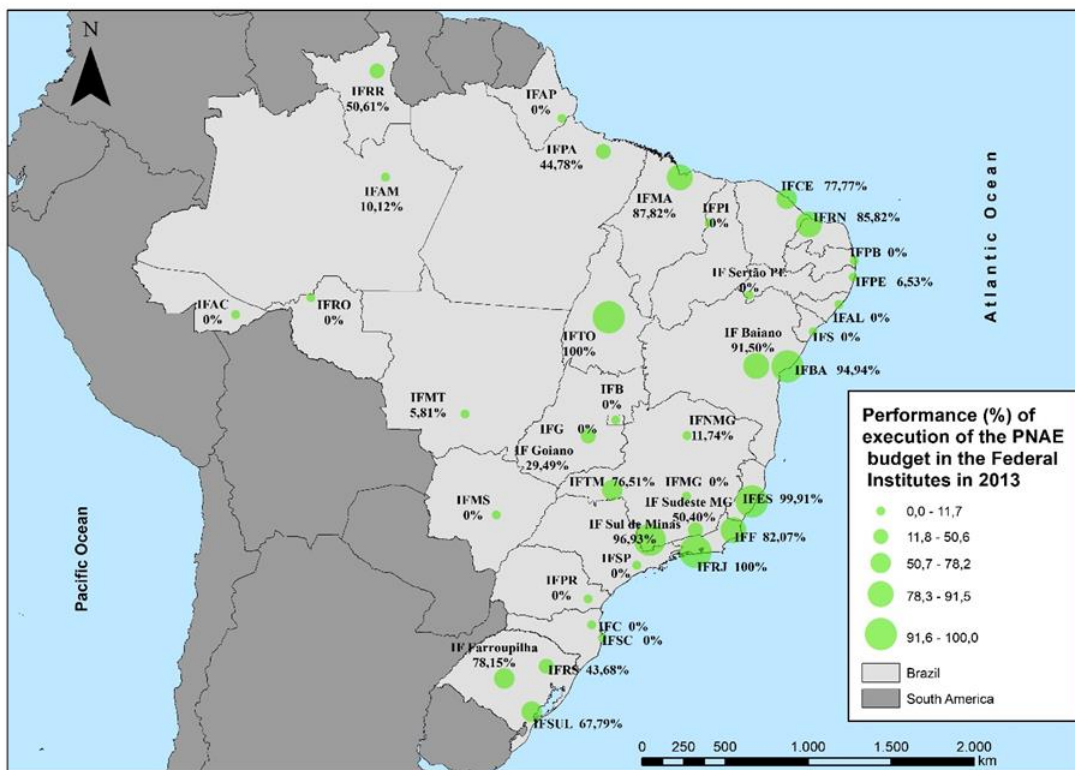 N
IFRR
50,61%
IFAP
0%
IFPA
44,78%
IFAM
10,12%
IFMA
87,82%
IFPI
0%
IFCE 77,77%
IFRN 85,82%
IFPB 0%
IFPE 6,53%
IFAL 0%
IFS 0%
IF Sertão PE
0%
IFAC
0%
IFRO
0%
IFTO
100%
IF Baiano
91,50%
IFBA 94,94%
IFMT
5,81%
IFB
0%
IFG 0%
IF Goiano
29,49%
IFNMG
11,74%
IFTM 76,51%
IFMG 0%
IFES 99,91%
IF Sudeste MG
50,40%
IFMS
0%
IF Sul de Minas
96,93%
IFF 82,07%
IFRJ 100%
IFSP
0%
IFPR
0%
IFC 0%
IFSC 0%
IF Farroupilha
78,15%
IFRS 43,68%
IFSUL 67,79%
Pacific Ocean
Atlantic Ocean
Performance (%) of
execution of the PNAE
budget in the Federal
Institutes in 2013
0,0 - 11,7
11,8 - 50,6
50,7 - 78,2
78,3 - 91,5
91,6 - 100,0
Brazil
South America
0 250 500 1.000 1.500 2.000
km